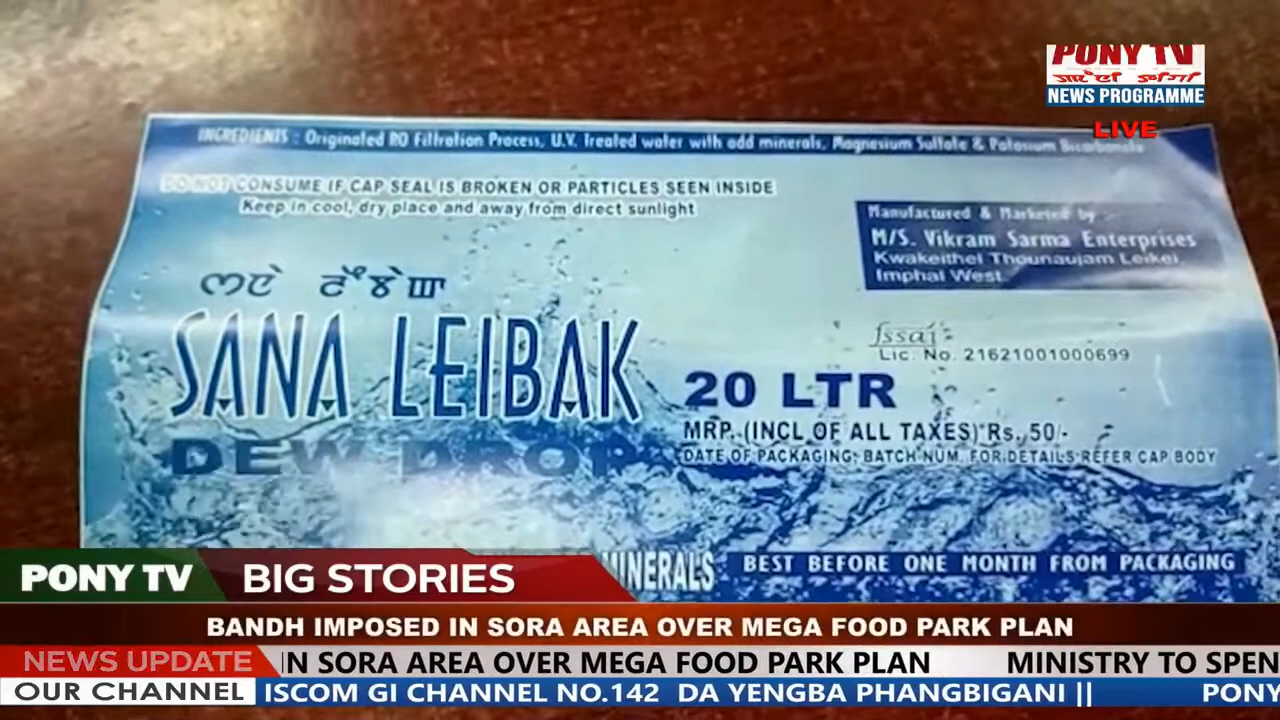 PONY TV
NEWS PROGRAMME
LIVE
INGREDIENTS : Originated RO Filtration Process, U.V. Treated water with add minerals, Magnesium Sulfate & Potasium Bicarbonate
DO NOT CONSUME IF CAP SEAL IS BROKEN OR PARTICLES SEEN INSIDE
Keep in cool, dry place and away from direct sunlight
Manufactured & Marketed by
M/S. Vikram Sarma Enterprises
Kwakeithel Thounaujam Leikei
Imphal West
SANA LEIBAK
DEW DROPS
fssai
Lic. No. 21621001000699
20 LTR
MRP. (INCL OF ALL TAXES) Rs. 50/-
DATE OF PACKAGING, BATCH NUM. FOR DETAILS REFER CAP BODY
MINERALS
BEST BEFORE ONE MONTH FROM PACKAGING
PONY TV BIG STORIES
BANDH IMPOSED IN SORA AREA OVER MEGA FOOD PARK PLAN
NEWS UPDATE IN SORA AREA OVER MEGA FOOD PARK PLAN MINISTRY TO SPEN
OUR CHANNEL ISCOM GI CHANNEL NO.142 DA YENGBA PHANGBIGANI || PONY